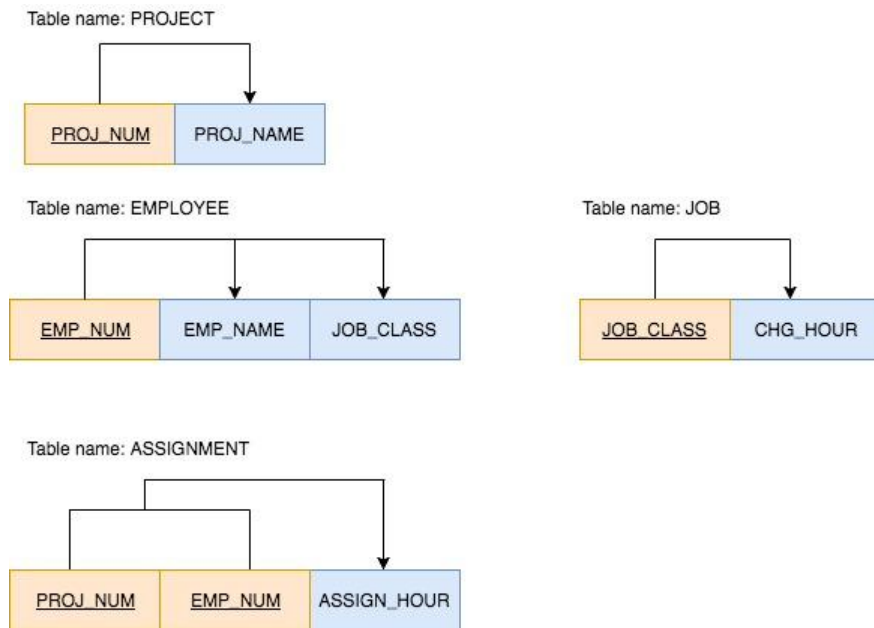 Table name: PROJECT
PROJ_NUM PROJ_NAME
Table name: EMPLOYEE
EMP_NUM EMP_NAME JOB_CLASS
Table name: JOB
JOB_CLASS CHG_HOUR
Table name: ASSIGNMENT
PROJ_NUM EMP_NUM ASSIGN_HOUR